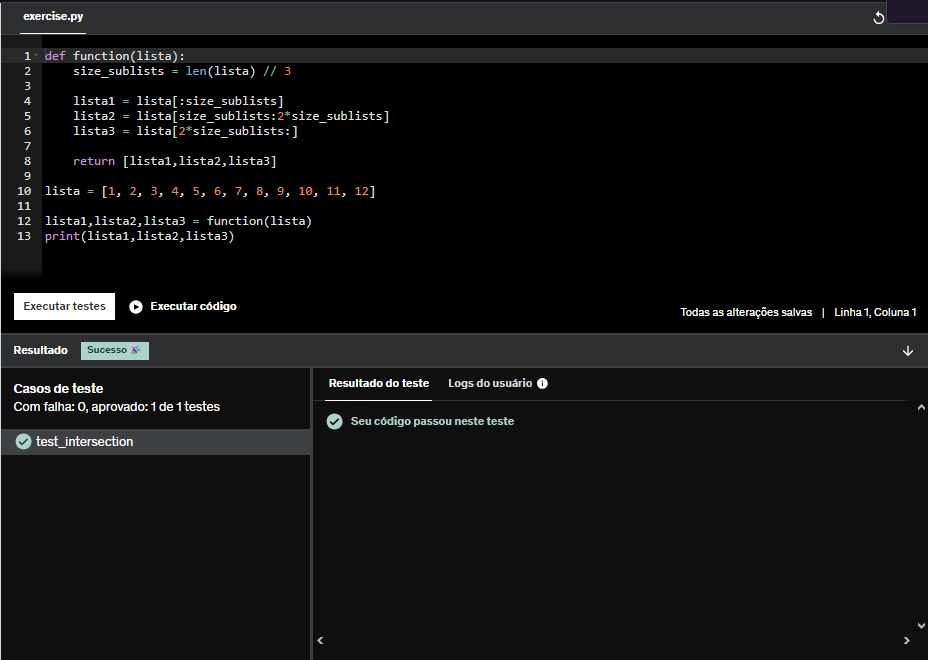 exercise.py
1 def function(lista):
2     size_sublists = len(lista) // 3
3
4     lista1 = lista[:size_sublists]
5     lista2 = lista[size_sublists:2*size_sublists]
6     lista3 = lista[2*size_sublists:]
7
8     return [lista1,lista2,lista3]
9
10 lista = [1, 2, 3, 4, 5, 6, 7, 8, 9, 10, 11, 12]
11
12 lista1,lista2,lista3 = function(lista)
13 print(lista1,lista2,lista3)
Executar testes Executar código
Todas as alterações salvas | Linha 1, Coluna 1
Resultado Sucesso 🎉
Casos de teste
Com falha: 0, aprovado: 1 de 1 testes
test_intersection
Resultado do teste Logs do usuário
Seu código passou neste teste